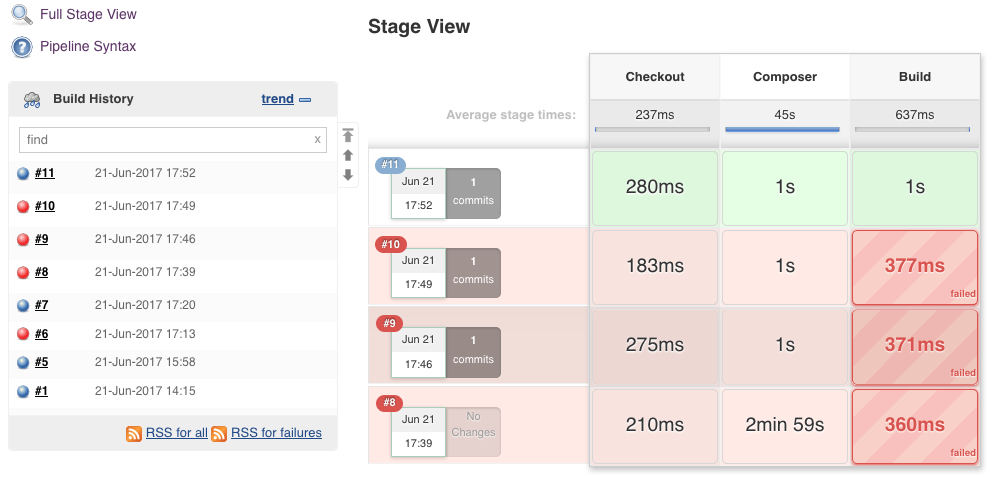 Full Stage View
Pipeline Syntax
Build History
trend
find
x
#11 21-Jun-2017 17:52
#10 21-Jun-2017 17:49
#9 21-Jun-2017 17:46
#8 21-Jun-2017 17:39
#7 21-Jun-2017 17:20
#6 21-Jun-2017 17:13
#5 21-Jun-2017 15:58
#1 21-Jun-2017 14:15
RSS for all RSS for failures
Stage View
Checkout Composer Build
Average stage times: 237ms 45s 637ms
#11
Jun 21
17:52
1
commits
280ms 1s 1s
#10
Jun 21
17:49
1
commits
183ms 1s 377ms
failed
#9
Jun 21
17:46
1
commits
275ms 1s 371ms
failed
#8
Jun 21
17:39
No
Changes
210ms 2min 59s 360ms
failed